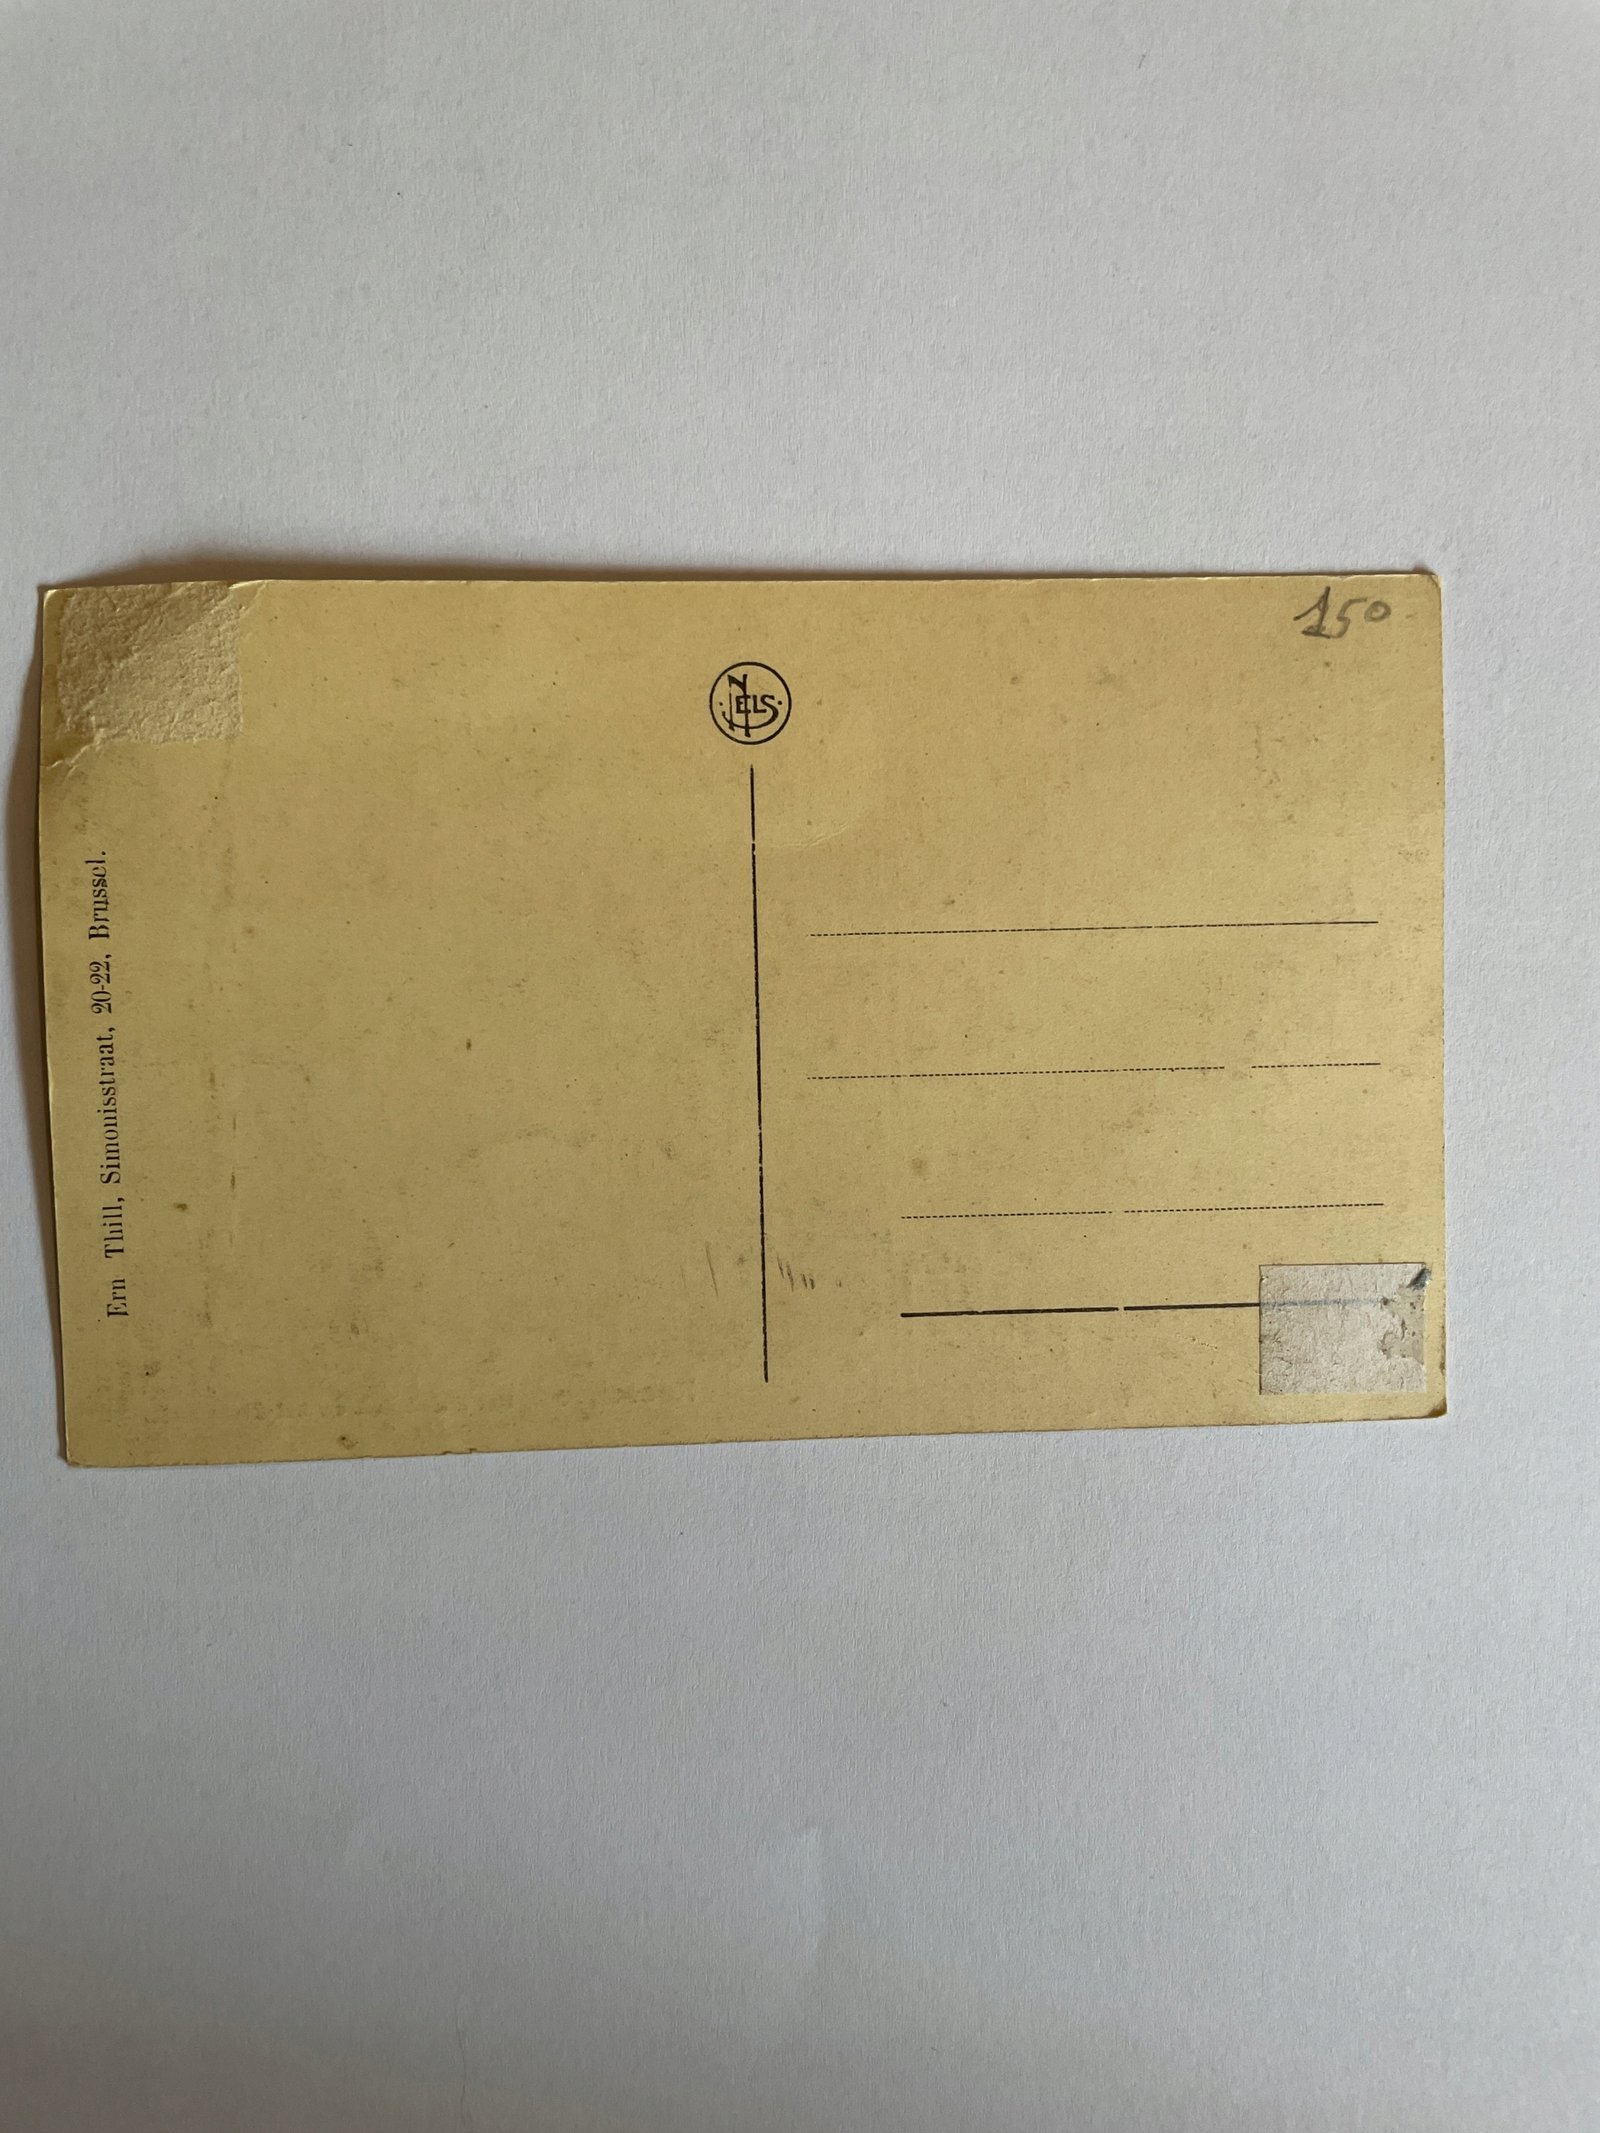 150
NELS
Ern Thill, Simonisstraat, 20-22, Brussel.